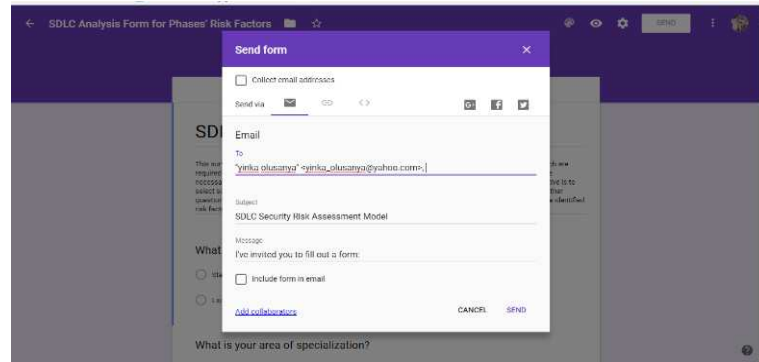 SDLC Analysis Form for Phases' Risk Factors
SEND
Send form
Collect email addresses
Send via
G+
SDI
Email
To
"yinka olusanya" <yinka_olusanya@yahoo.com>,
Subject
SDLC Security Risk Assessment Model
Message
I've invited you to fill out a form:
What
Include form in email
Add collaborators
CANCEL
SEND
What is your area of specialization?